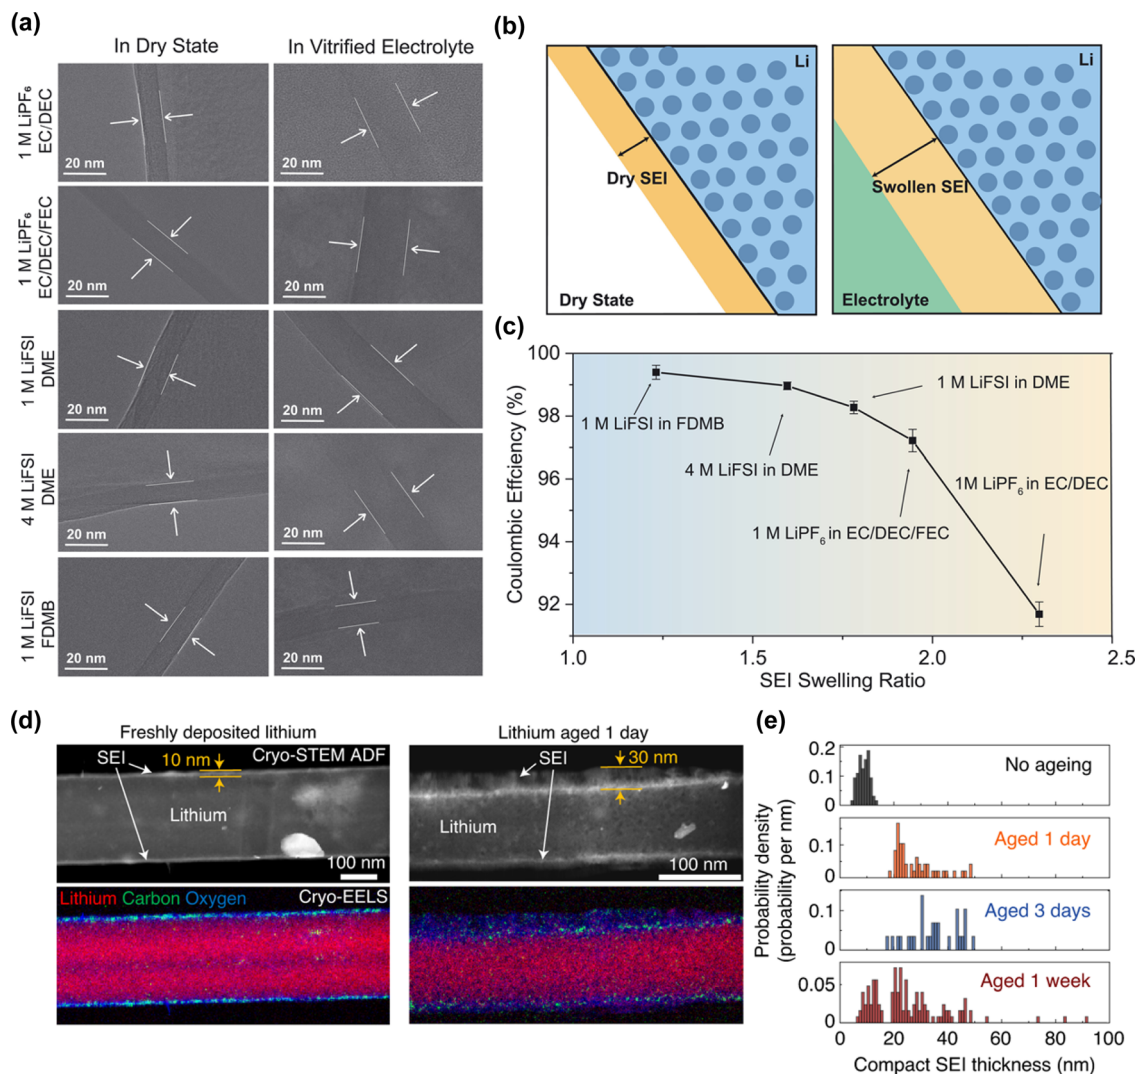 (a)
In Dry State
In Vitrified Electrolyte
1 M LiPF₆
EC/DEC
20 nm
20 nm
1 M LiPF₆
EC/DEC/FEC
20 nm
20 nm
1 M LiFSI
DME
20 nm
20 nm
4 M LiFSI
DME
20 nm
20 nm
1 M LiFSI
FDMB
20 nm
20 nm
(b)
Li
Dry SEI
Dry State
Li
Swollen SEI
Electrolyte
(c)
Coulombic Effciency (%)
100
98
96
94
92
1 M LiFSI in FDMB
4 M LiFSI in DME
1 M LiFSI in DME
1 M LiPF₆ in EC/DEC/FEC
1M LiPF₆ in EC/DEC
1.0
1.5
2.0
2.5
SEI Swelling Ratio
(d)
Freshly deposited lithium
SEI
10 nm
Cryo-STEM ADF
Lithium
100 nm
Lithium Carbon Oxygen
Cryo-EELS
Lithium aged 1 day
SEI
30 nm
Lithium
100 nm
(e)
Probability density
(probability per nm)
0.2
0.1
0
No ageing
0.1
0
Aged 1 day
0.1
0
Aged 3 days
0.05
0
Aged 1 week
0
20
40
60
80
100
Compact SEI thickness (nm)